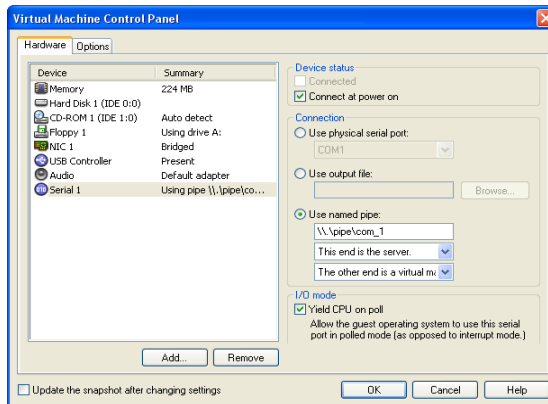 Virtual Machine Control Panel
Hardware
Options
Device Summary
Memory 224 MB
Hard Disk 1 (IDE 0:0)
CD-ROM 1 (IDE 1:0) Auto detect
Floppy 1 Using drive A:
NIC 1 Bridged
USB Controller Present
Audio Default adapter
Serial 1 Using pipe \\.\pipe\co...
Add...
Remove
Device status
Connected
Connect at power on
Connection
Use physical serial port:
COM1
Use output file:
Browse...
Use named pipe:
\\.\pipe\com_1
This end is the server.
The other end is a virtual ma
I/O mode
Yield CPU on poll
Allow the guest operating system to use this serial
port in polled mode (as opposed to interrupt mode.)
Update the snapshot after changing settings
OK
Cancel
Help